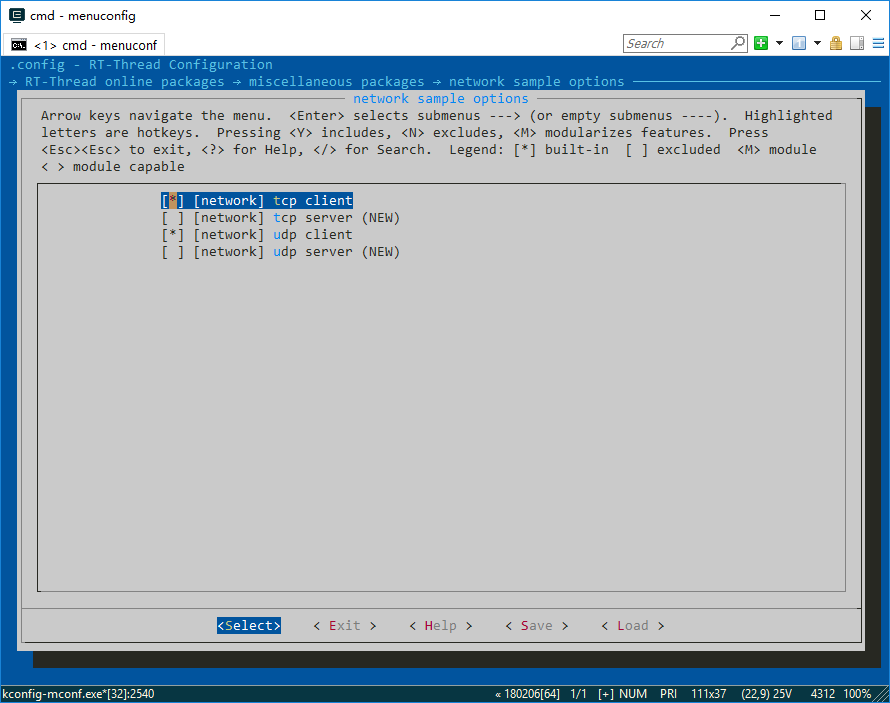 cmd - menuconfig
<1> cmd - menuconf
Search
.config - RT-Thread Configuration
→ RT-Thread online packages → miscellaneous packages → network sample options
network sample options
Arrow keys navigate the menu.  <Enter> selects submenus ---> (or empty submenus ----).  Highlighted
letters are hotkeys.  Pressing <Y> includes, <N> excludes, <M> modularizes features.  Press
<Esc><Esc> to exit, <?> for Help, </> for Search.  Legend: [*] built-in  [ ] excluded  <M> module
< > module capable
[*] [network] tcp client
[ ] [network] tcp server (NEW)
[*] [network] udp client
[ ] [network] udp server (NEW)
<Select>    < Exit >    < Help >    < Save >    < Load >
kconfig-mconf.exe*[32]:2540    « 180206[64]  1/1  [+] NUM  PRI  111x37  (22,9) 25V  4312  100%